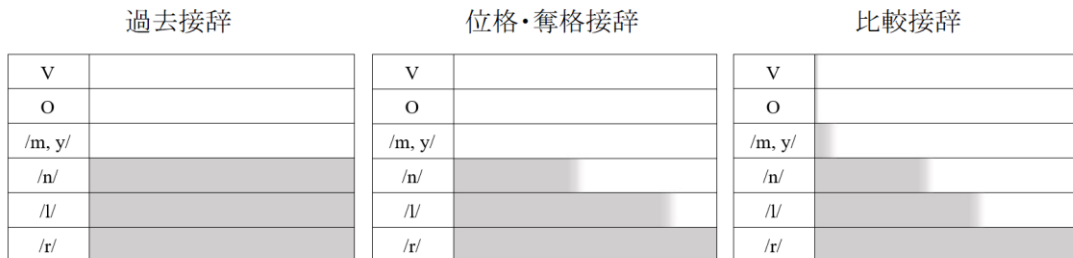 過去接辞
V
O
/m, y/
/n/
/l/
/r/
位格・奪格接辞
V
O
/m, y/
/n/
/l/
/r/
比較接辞
V
O
/m, y/
/n/
/l/
/r/